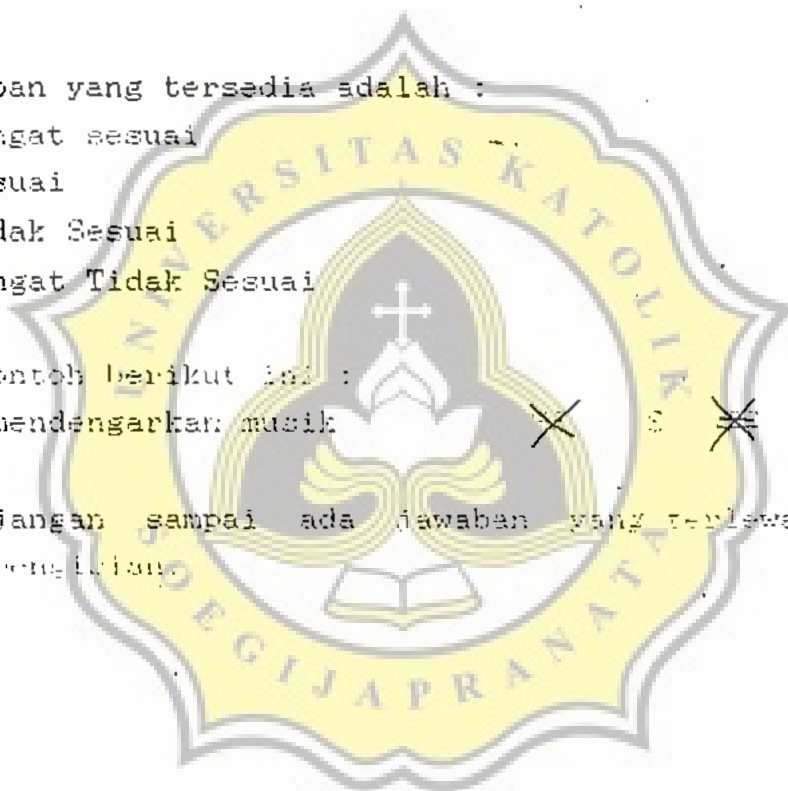 ban yang tersedia adalah :
ngat sesuai
suai
dak Sesuai
ngat Tidak Sesuai
ontoh berikut ini :
mendengarkan musik S
jangan sampai ada jawaban yang terlewa
pengisian.
UNIVERSITAS KATOLIK
SOEGIJAPRANATA